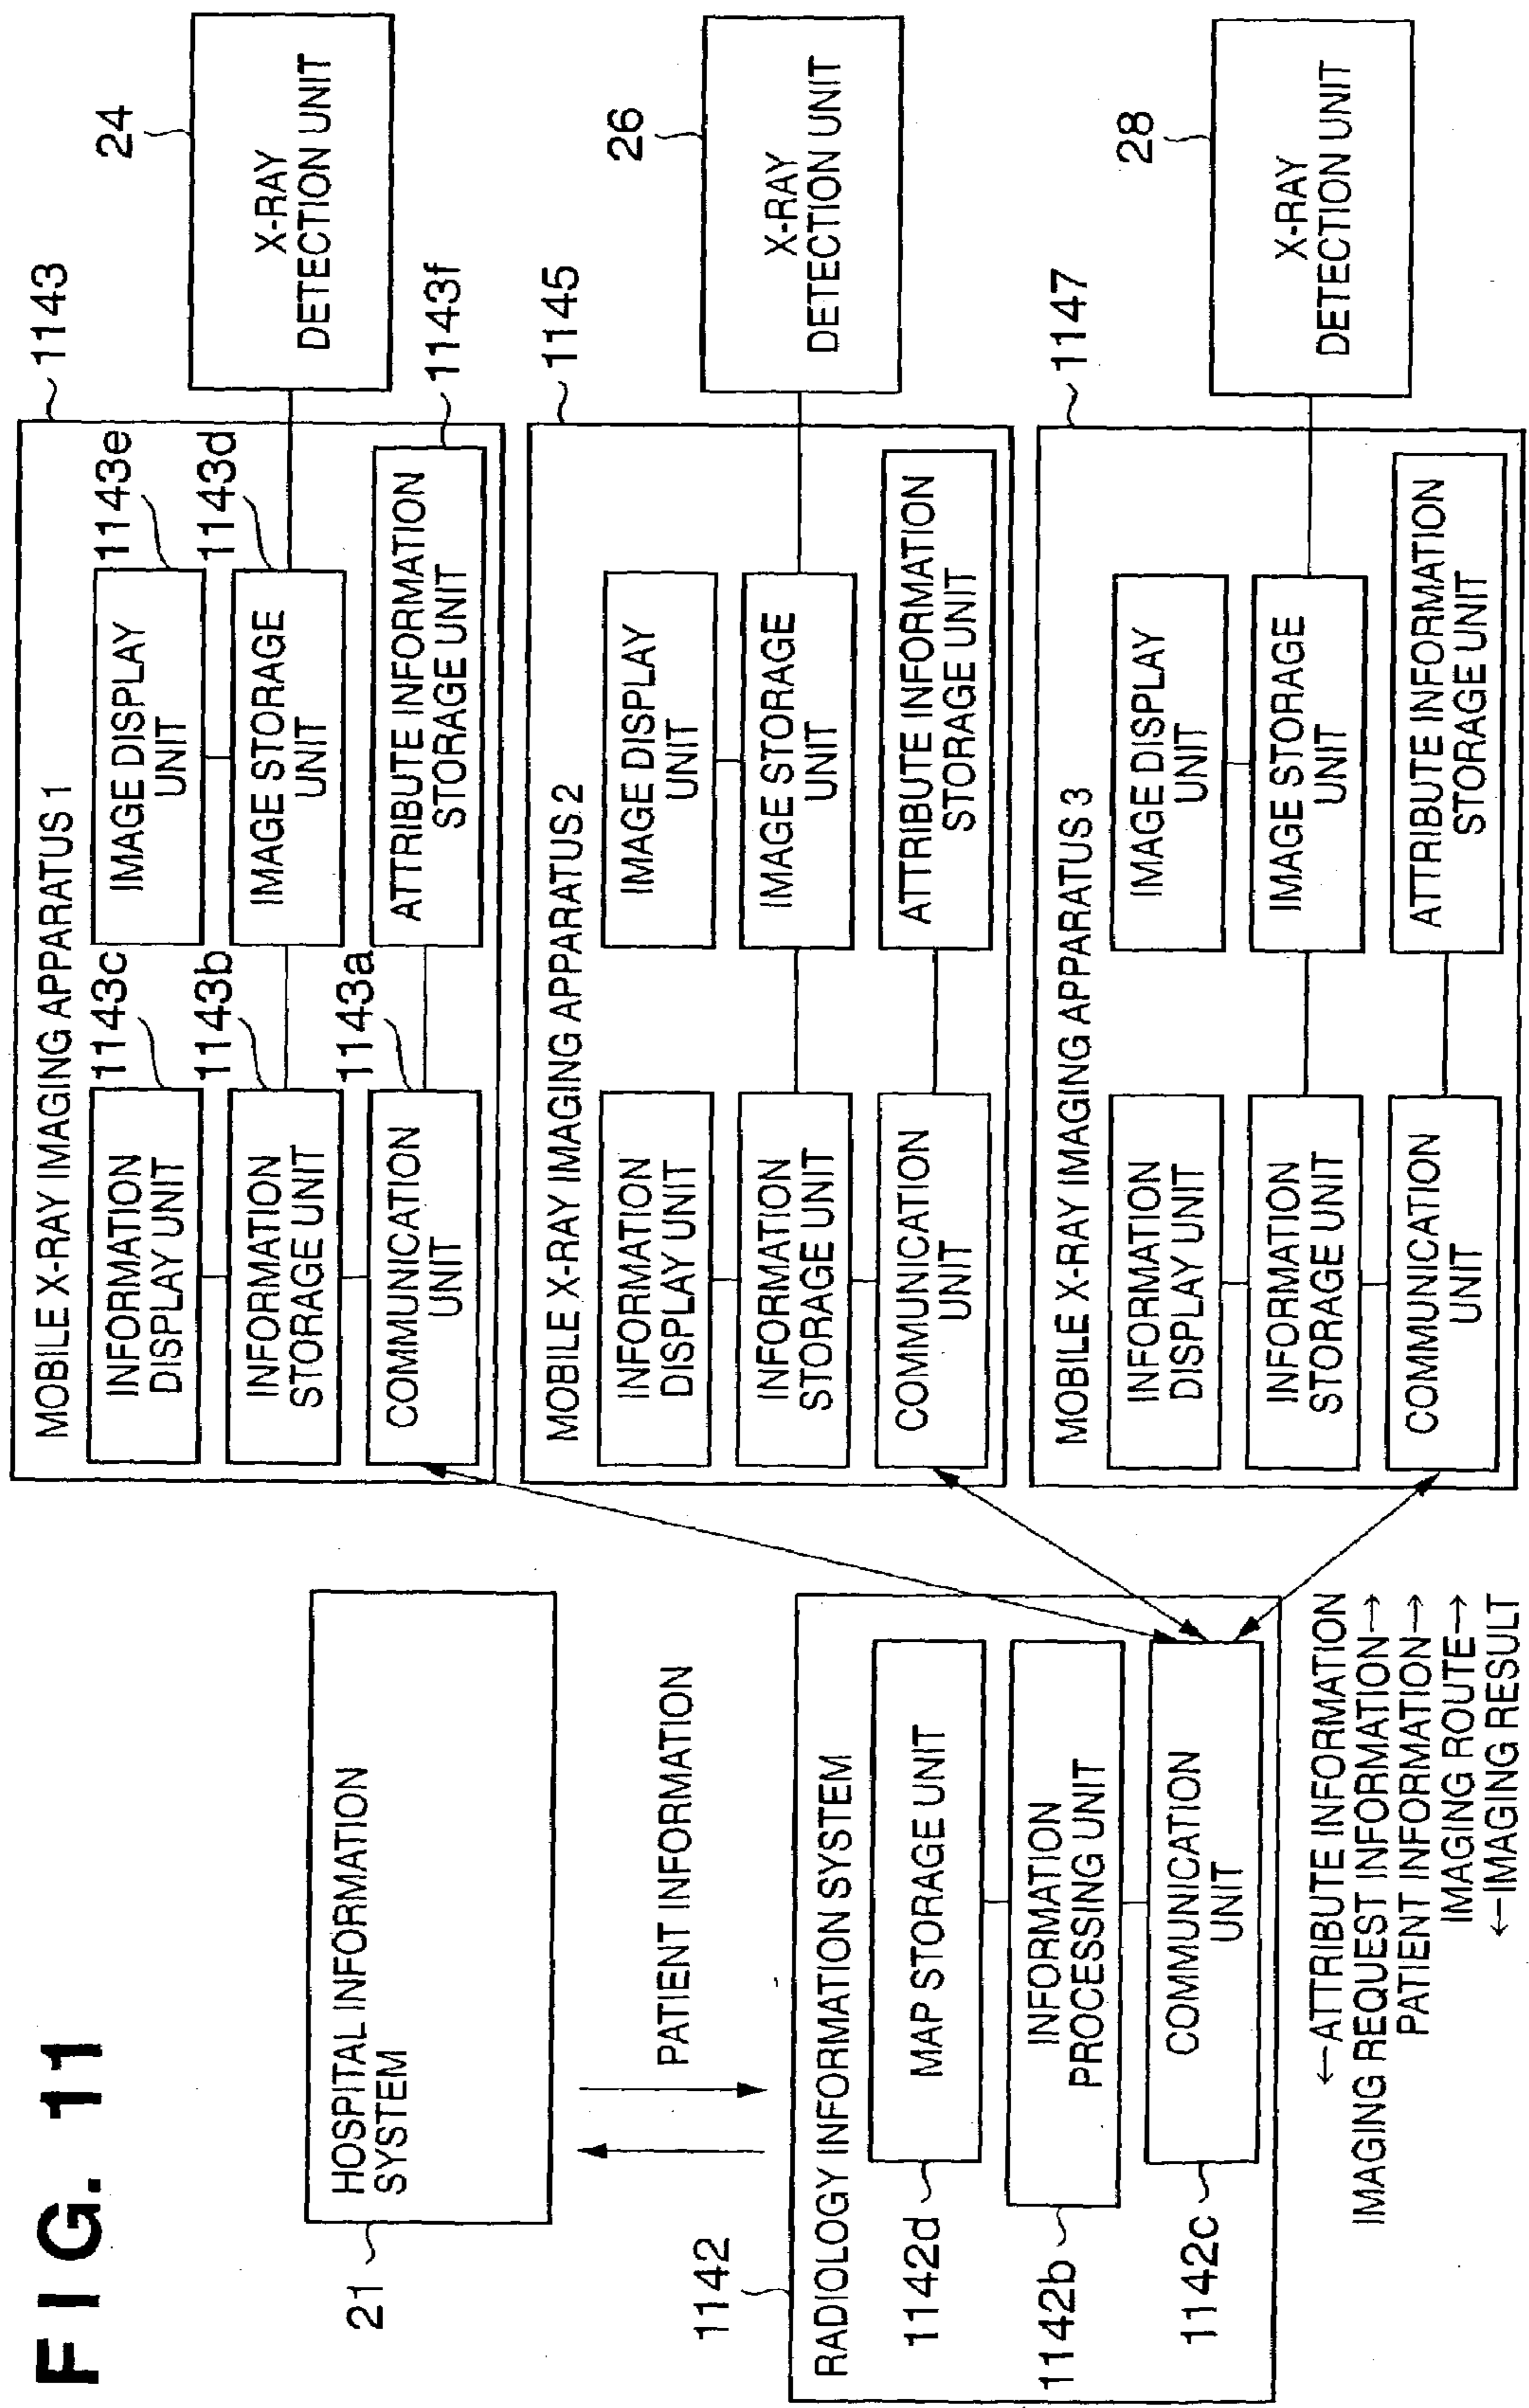 FIG. 11
HOSPITAL INFORMATION
SYSTEM
21
PATIENT INFORMATION
1142
RADIOLOGY INFORMATION SYSTEM
MAP STORAGE UNIT
1142d
INFORMATION
PROCESSING UNIT
1142b
COMMUNICATION
UNIT
1142c
←ATTRIBUTE INFORMATION
IMAGING REQUEST INFORMATION→
PATIENT INFORMATION→
IMAGING ROUTE→
←IMAGING RESULT
1143
MOBILE X-RAY IMAGING APPARATUS 1
1143c
INFORMATION
DISPLAY UNIT
1143e
IMAGE DISPLAY
UNIT
1143b
INFORMATION
STORAGE UNIT
1143d
IMAGE STORAGE
UNIT
1143a
COMMUNICATION
UNIT
1143f
ATTRIBUTE INFORMATION
STORAGE UNIT
24
X-RAY
DETECTION UNIT
1145
MOBILE X-RAY IMAGING APPARATUS 2
INFORMATION
DISPLAY UNIT
IMAGE DISPLAY
UNIT
INFORMATION
STORAGE UNIT
IMAGE STORAGE
UNIT
COMMUNICATION
UNIT
ATTRIBUTE INFORMATION
STORAGE UNIT
26
X-RAY
DETECTION UNIT
1147
MOBILE X-RAY IMAGING APPARATUS 3
INFORMATION
DISPLAY UNIT
IMAGE DISPLAY
UNIT
INFORMATION
STORAGE UNIT
IMAGE STORAGE
UNIT
COMMUNICATION
UNIT
ATTRIBUTE INFORMATION
STORAGE UNIT
28
X-RAY
DETECTION UNIT